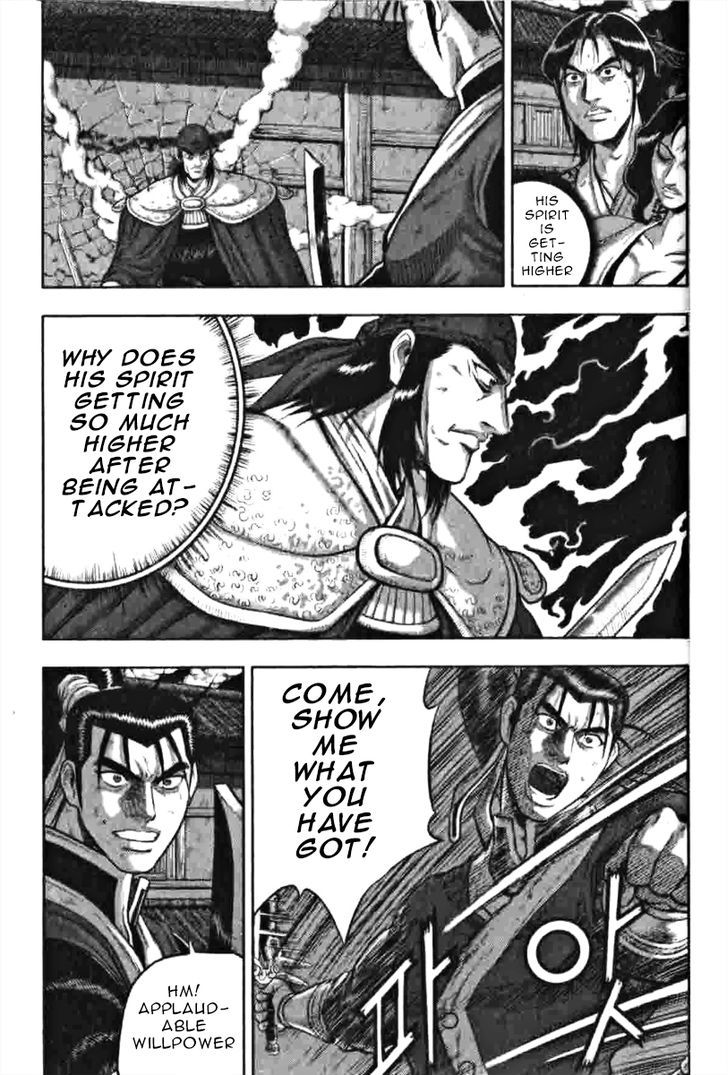 HIS
SPIRIT
IS
GET-
TING
HIGHER
WHY DOES
HIS SPIRIT
GETTING
SO MUCH
HIGHER
AFTER
BEING AT-
TACKED?
COME,
SHOW
ME
WHAT
YOU
HAVE
GOT!
파앗
HM!
APPLAUD-
ABLE
WILLPOWER